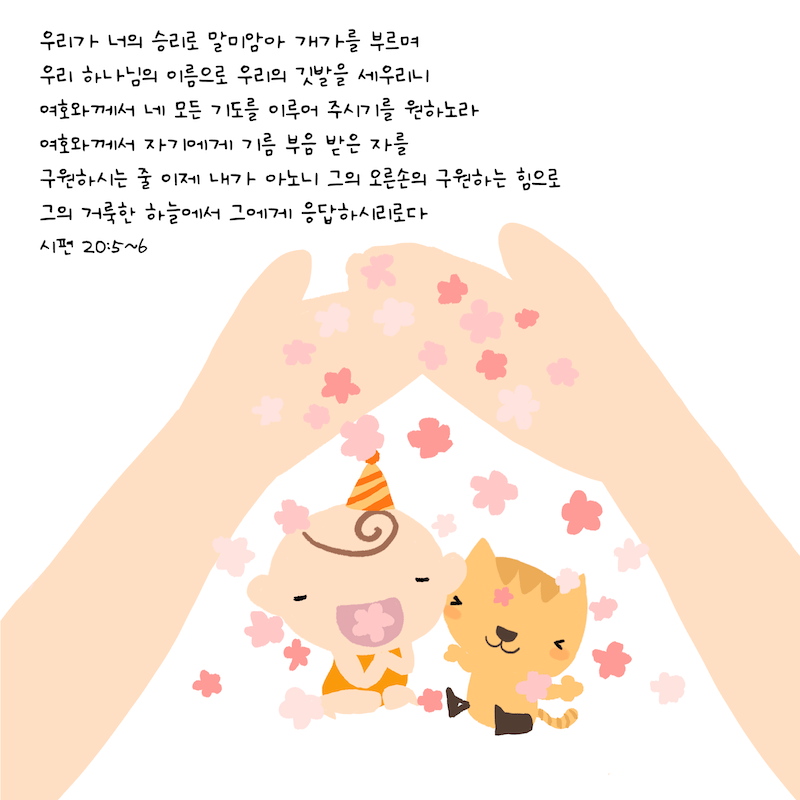 우리가 너의 승리로 말미암아 개가를 부르며
우리 하나님의 이름으로 우리의 깃발을 세우리니
여호와께서 네 모든 기도를 이루어 주시기를 원하노라
여호와께서 자기에게 기름 부음 받은 자를
구원하시는 줄 이제 내가 아노니 그의 오른손의 구원하는 힘으로
그의 거룩한 하늘에서 그에게 응답하시리로다
시편 20:5~6